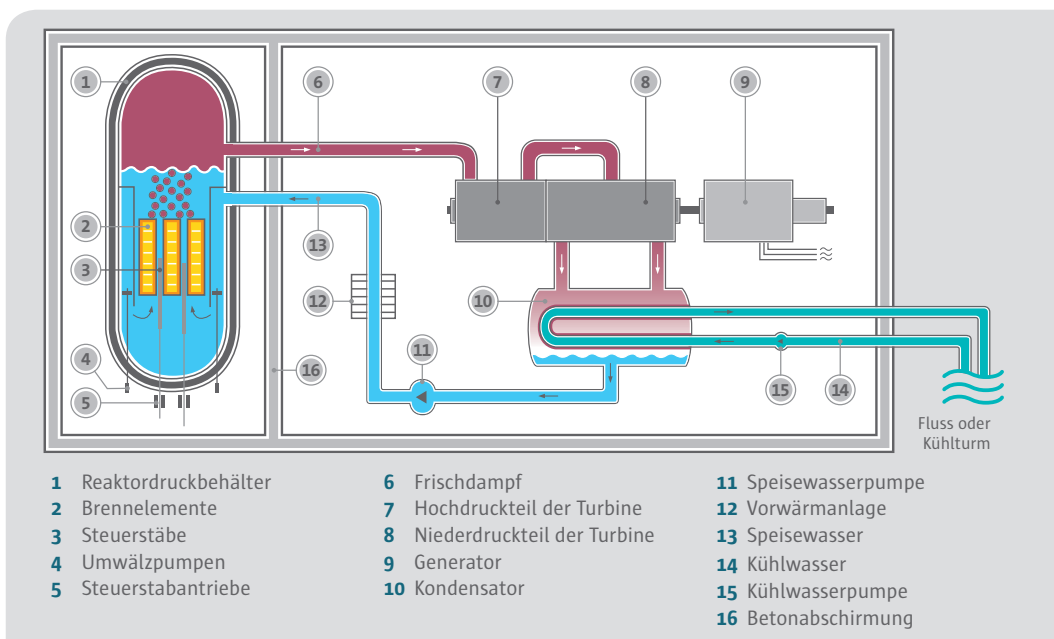 1
6
7
8
9
2
3
13
12
10
11
16
15
14
4
5
Fluss oder
Kühlturm
1 Reaktordruckbehälter
2 Brennelemente
3 Steuerstäbe
4 Umwälzpumpen
5 Steuerstabantriebe
6 Frischdampf
7 Hochdruckteil der Turbine
8 Niederdruckteil der Turbine
9 Generator
10 Kondensator
11 Speisewasserpumpe
12 Vorwärmanlage
13 Speisewasser
14 Kühlwasser
15 Kühlwasserpumpe
16 Betonabschirmung